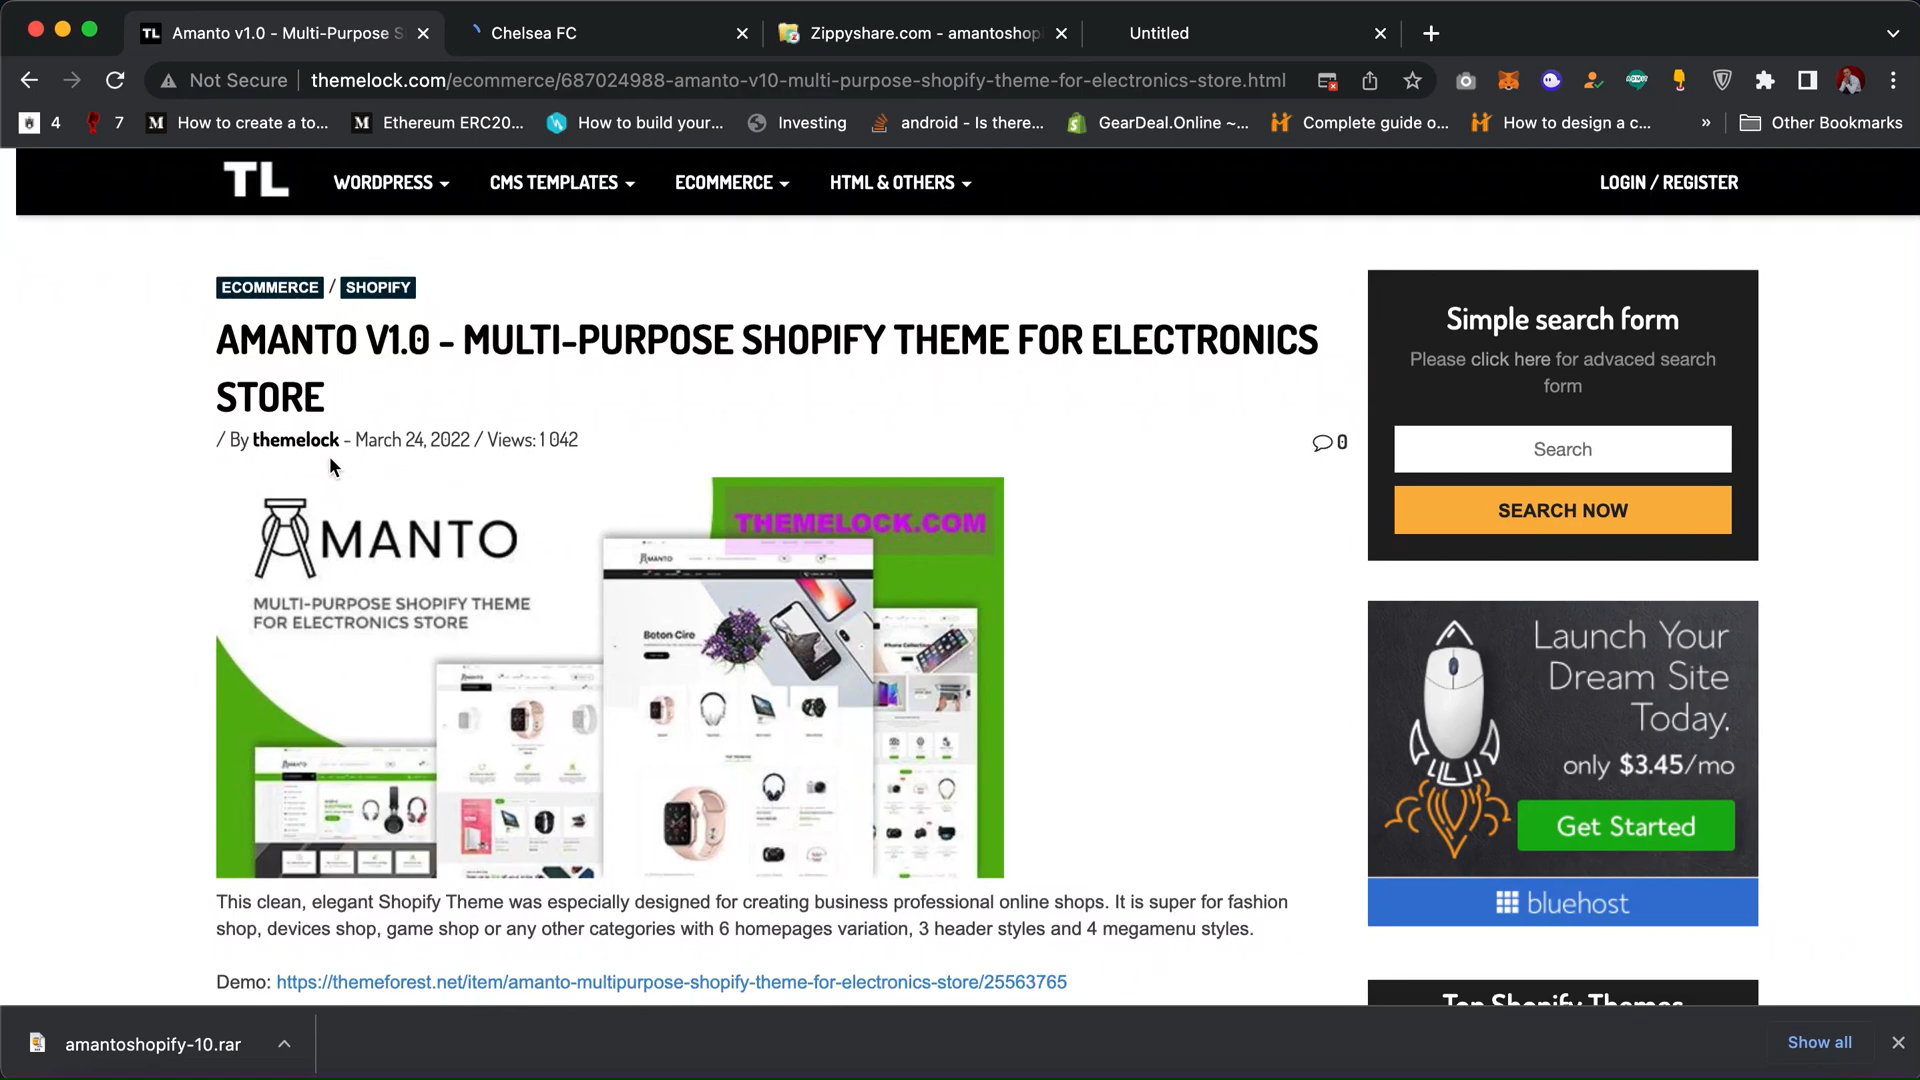 TL Amanto v1.0 - Multi-Purpose S
Chelsea FC
Zippyshare.com - amantoshop
Untitled
Not Secure
themelock.com/ecommerce/687024988-amanto-v10-multi-purpose-shopify-theme-for-electronics-store.html
4
7
How to create a to...
Ethereum ERC20...
How to build your...
Investing
android - Is there...
GearDeal.Online ~...
Complete guide o...
How to design a c...
»
Other Bookmarks
TL
WORDPRESS
CMS TEMPLATES
ECOMMERCE
HTML & OTHERS
LOGIN / REGISTER
ECOMMERCE / SHOPIFY
AMANTO V1.0 - MULTI-PURPOSE SHOPIFY THEME FOR ELECTRONICS
STORE
/ By themelock - March 24, 2022 / Views: 1 042
0
AMANTO
MULTI-PURPOSE SHOPIFY THEME
FOR ELECTRONICS STORE
THEMELOCK.COM
AMANTO
Boton Ciro
This clean, elegant Shopify Theme was especially designed for creating business professional online shops. It is super for fashion
shop, devices shop, game shop or any other categories with 6 homepages variation, 3 header styles and 4 megamenu styles.
Demo: https://themeforest.net/item/amanto-multipurpose-shopify-theme-for-electronics-store/25563765
Simple search form
Please click here for advaced search
form
Search
SEARCH NOW
Launch Your
Dream Site
Today.
only $3.45/mo
Get Started
bluehost
Top Shopify Themes
amantoshopify-10.rar
Show all